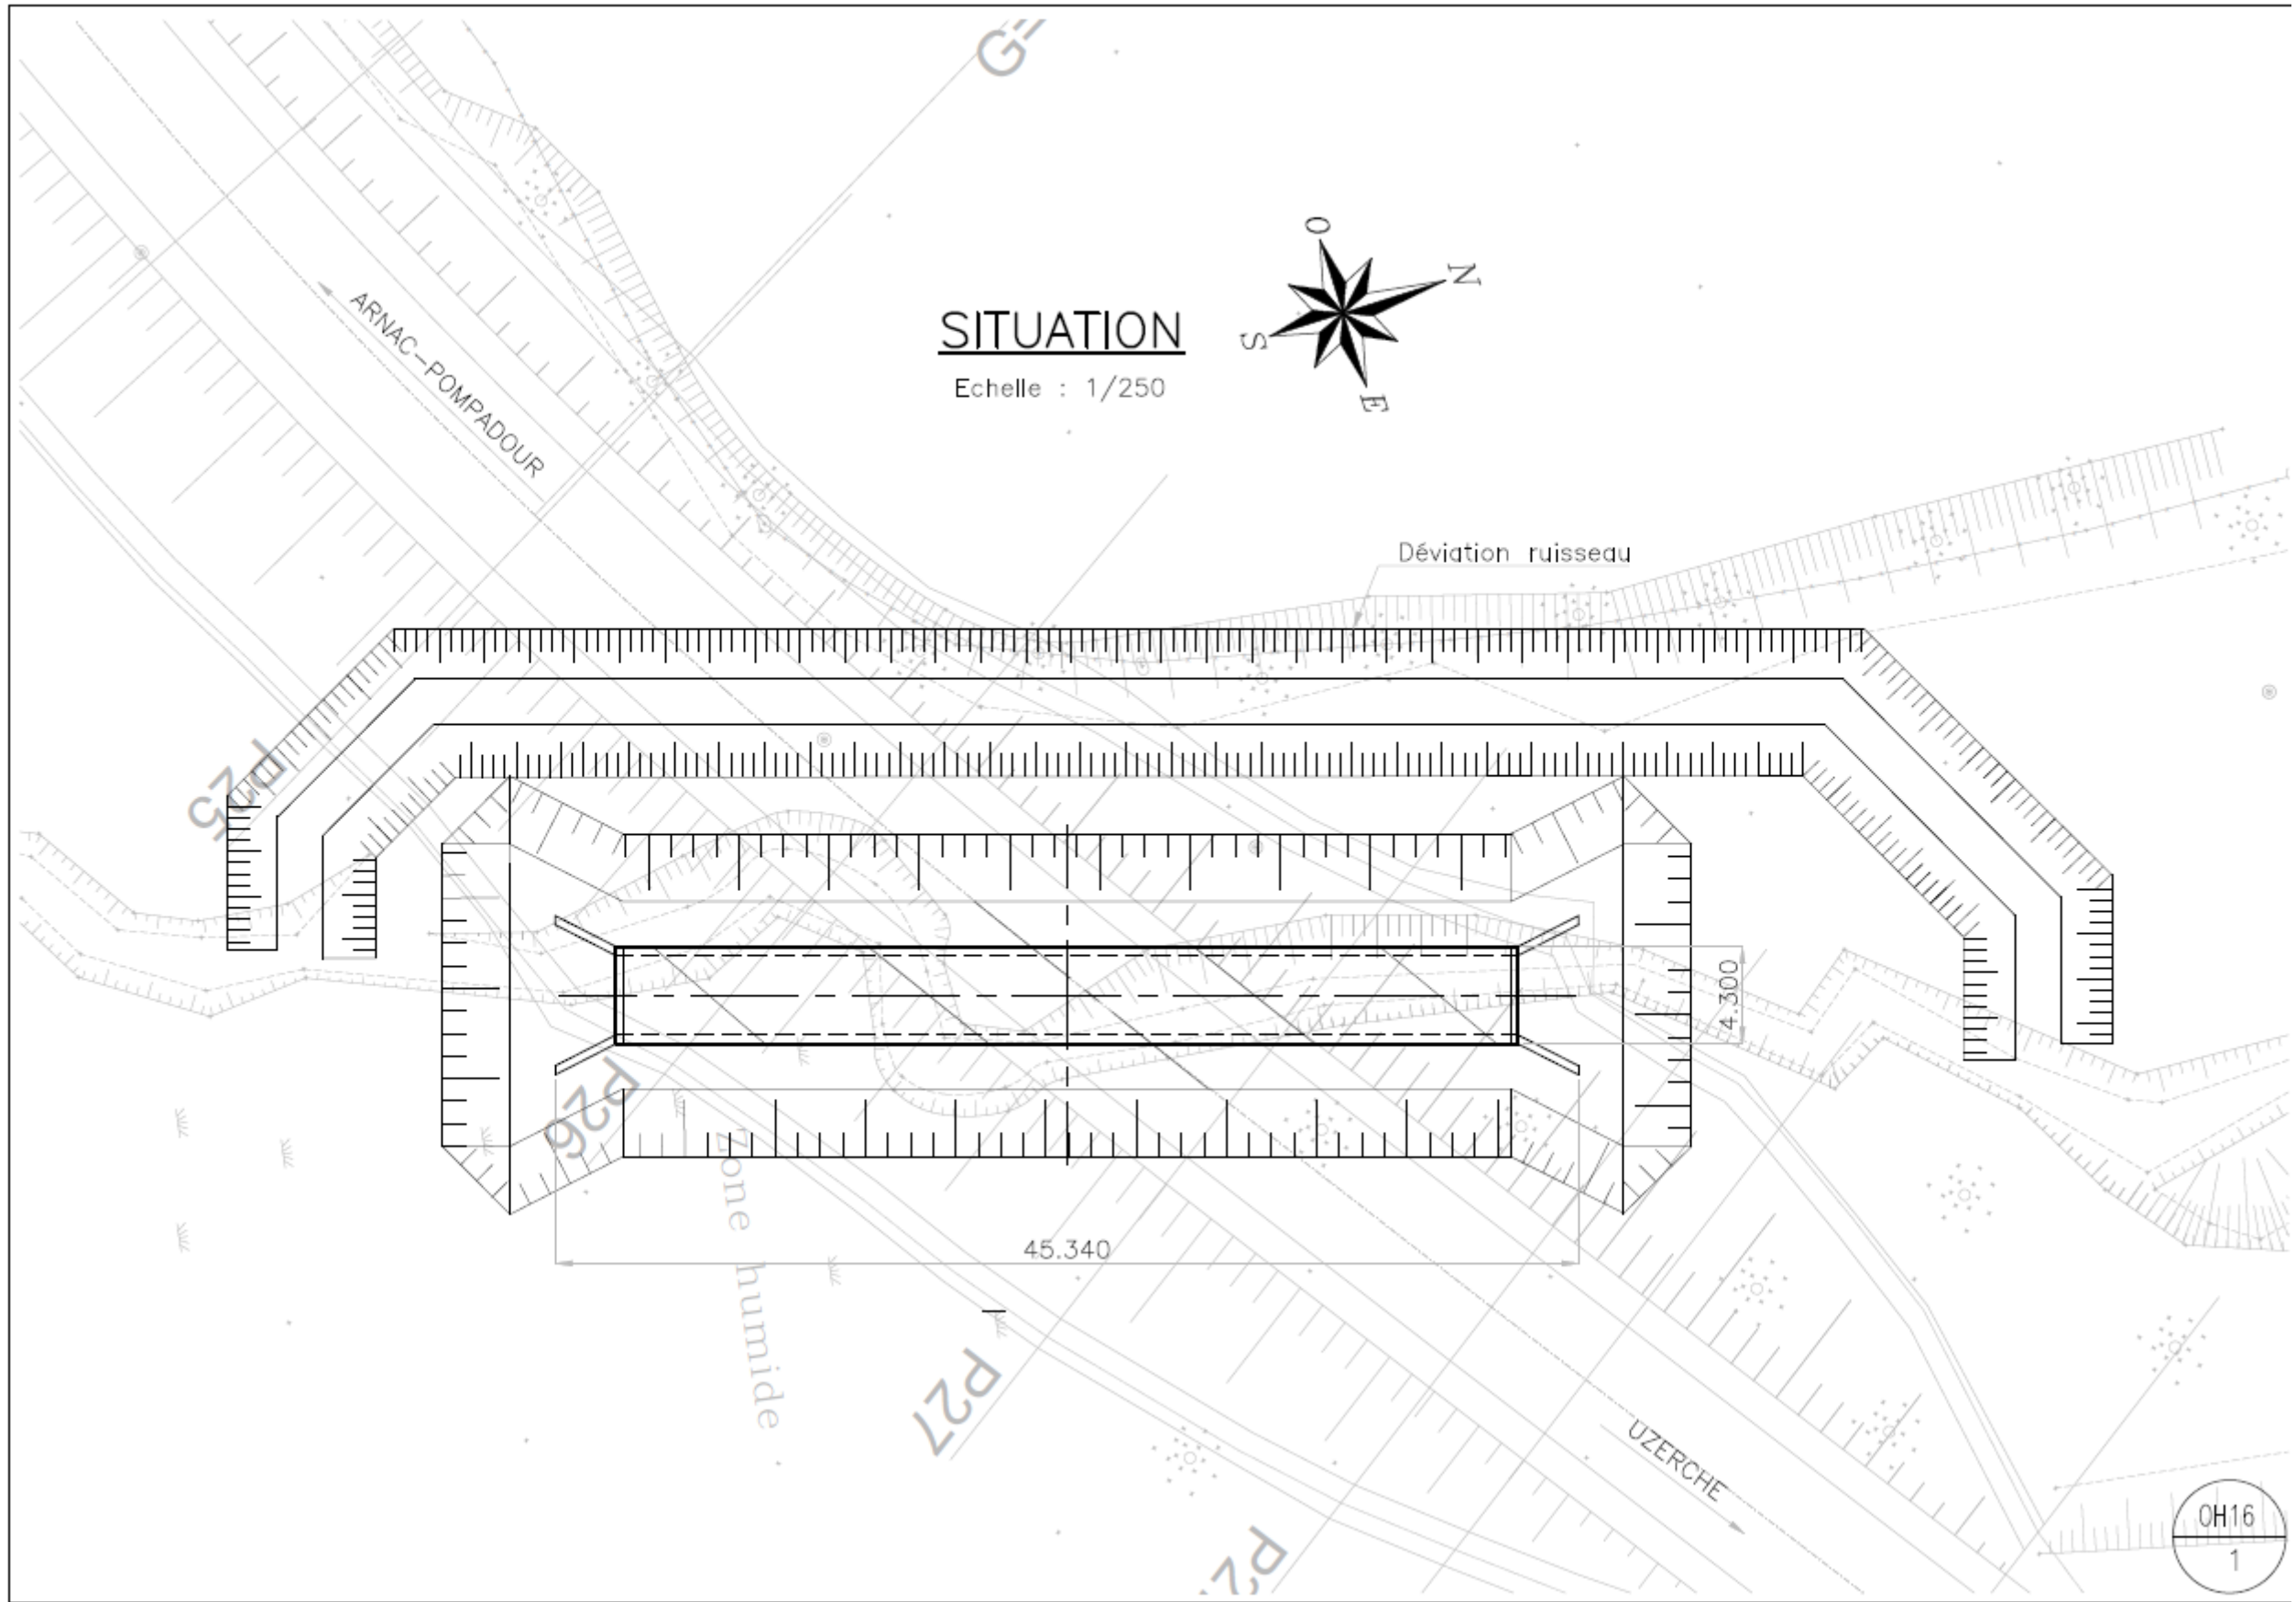 G=
O
N
S
E
SITUATION
Echelle : 1/250
ARNAC-POMPADOUR
Déviation ruisseau
P25
4.300
P26
Zone humide
45.340
P27
UZERCHE
P2
OH16
1